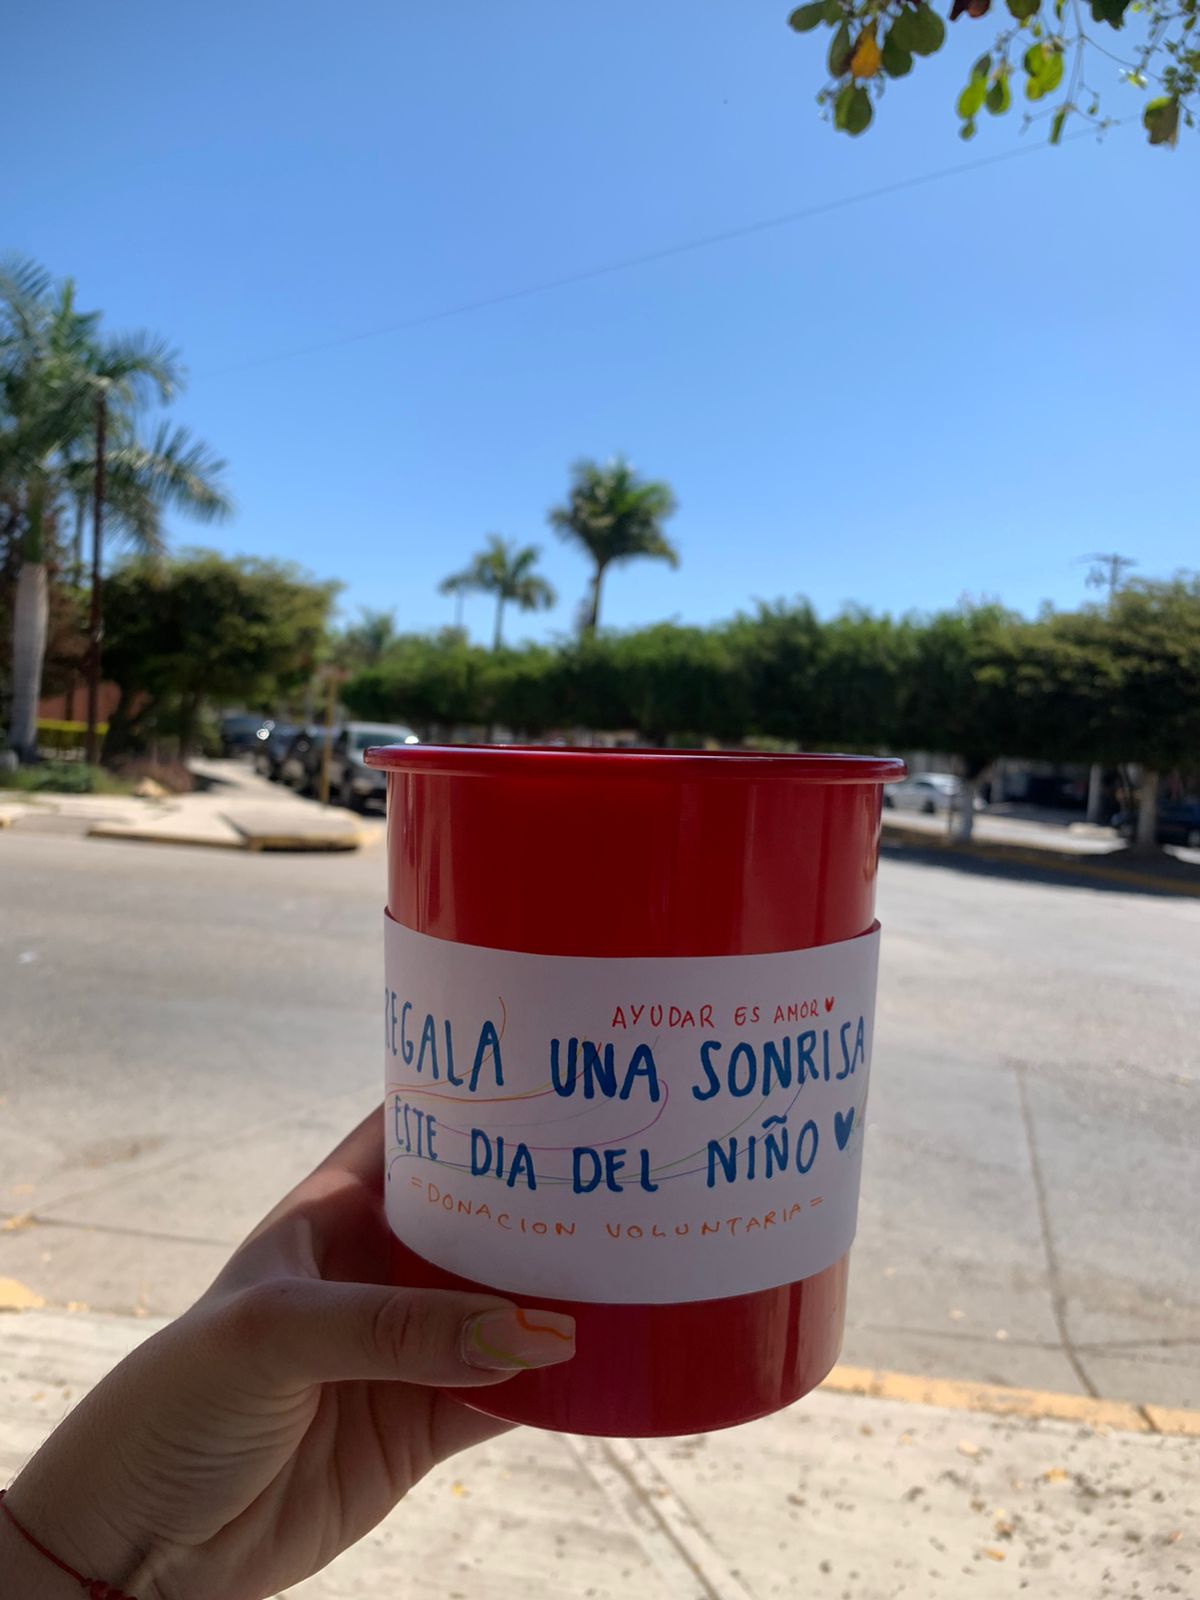 AYUDAR ES AMOR ♥
REGALA UNA SONRISA
ESTE DIA DEL NIÑO ♥
=DONACION VOLUNTARIA=